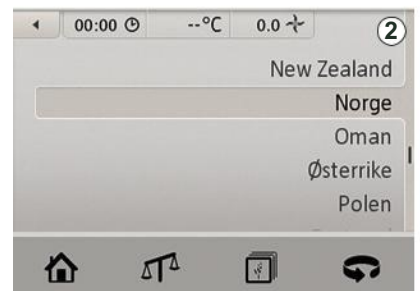 00:00 --°C 0.0 2
New Zealand
Norge
Oman
Østerrike
Polen